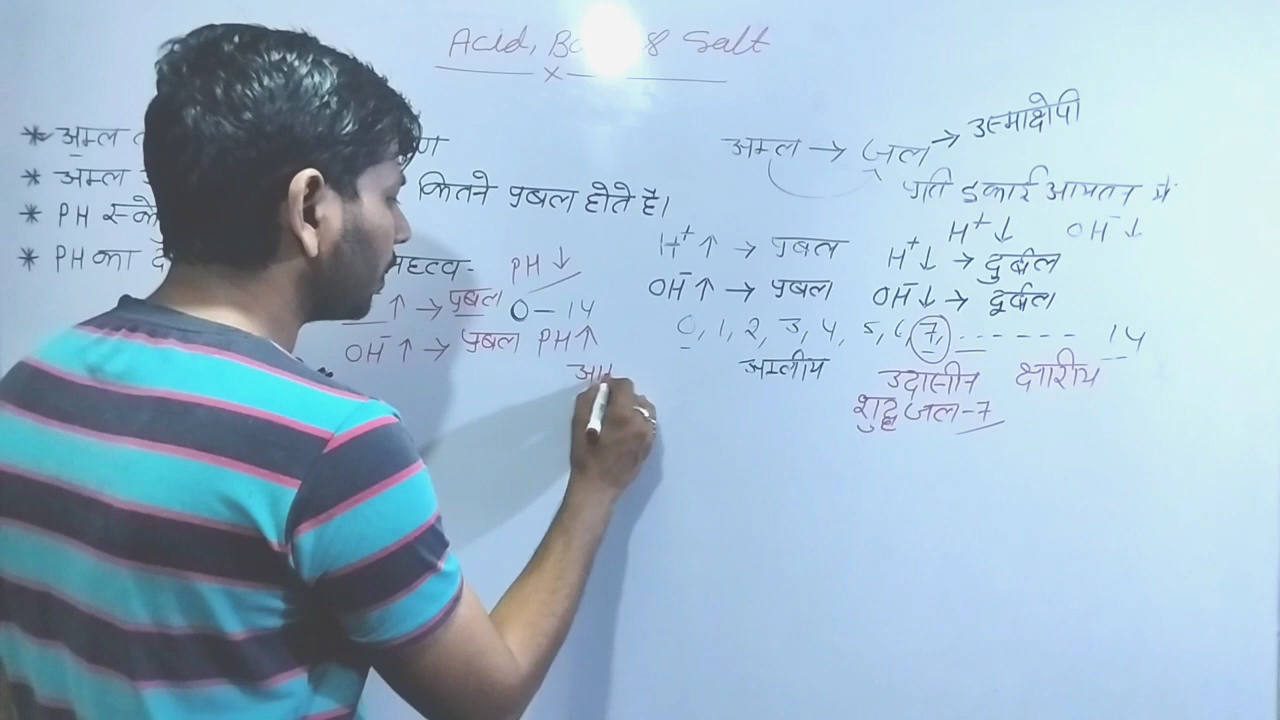 Acid, Ba & Salt
* अम्ल
* अम्ल कितने प्रबल होते है।
* PH स्के
* PH का महत्व- PH ↓
↑ → प्रबल 0 – 14
OH⁻ ↑ → प्रबल PH ↑
अम्ल → जल → उस्माक्षेपी
प्रति इकाई आयतन में
H⁺ ↓ OH⁻ ↓
H⁺ ↑ → प्रबल H⁺ ↓ → दुर्बल
OH⁻ ↑ → प्रबल OH⁻ ↓ → दूर्बल
0, 1, 2, 3, 4, 5, 6, 7, - - - - - - 14
अम्लीय उदासीन क्षारीय
शुद्ध जल-7